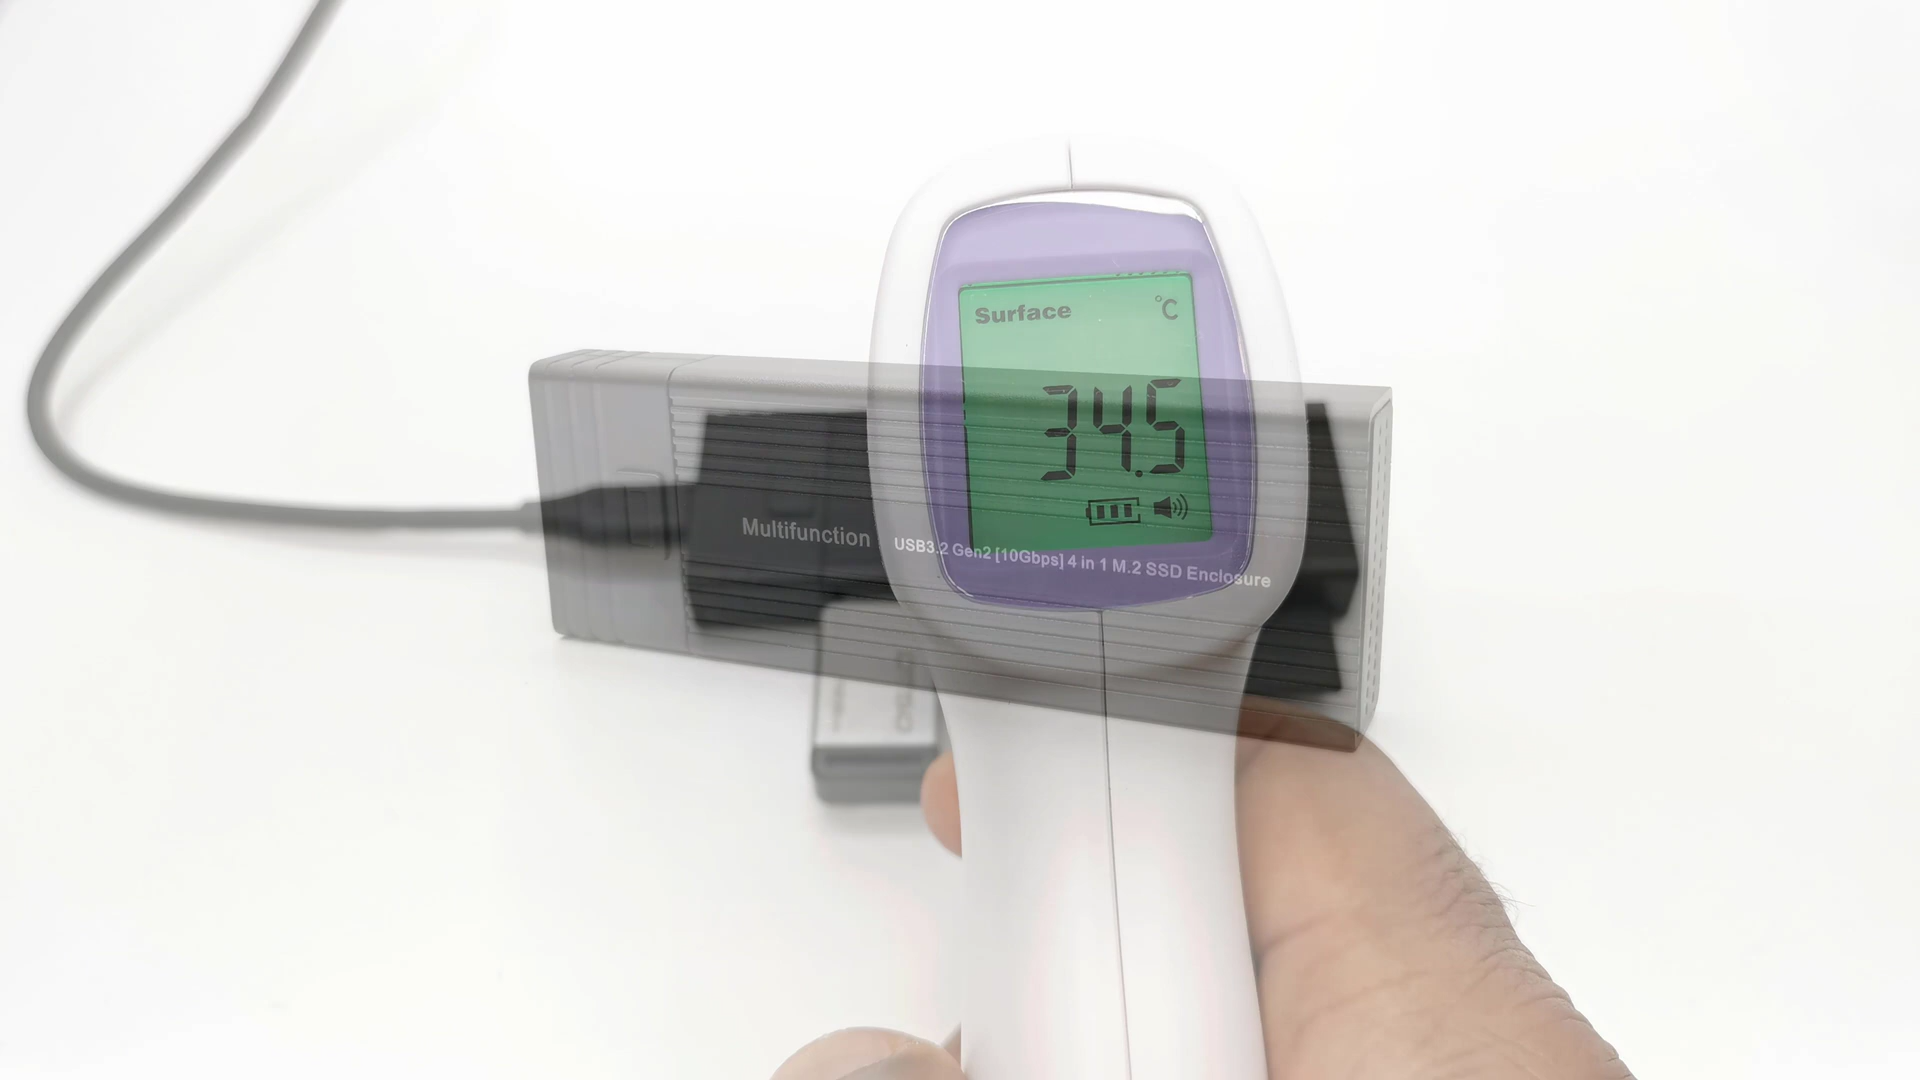 Surface °C
34.5
Multifunction USB3.2 Gen2 [10Gbps] 4 in 1 M.2 SSD Enclosure